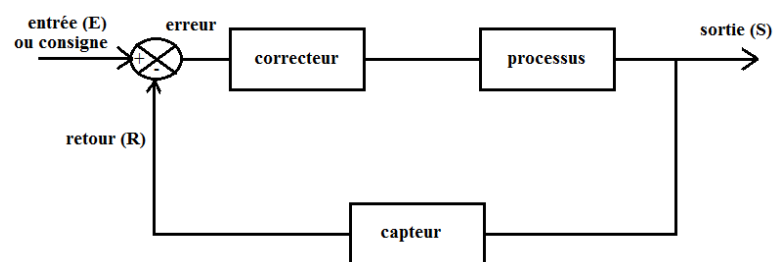 entrée (E)
ou consigne
erreur
+
-
correcteur
processus
sortie (S)
retour (R)
capteur